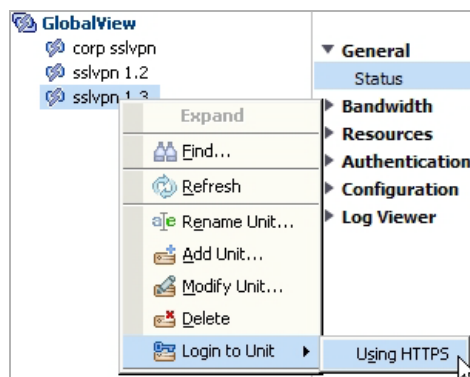 GlobalView
corp sslvpn
sslvpn 1.2
sslvpn 1.3
General
Status
Bandwidth
Resources
Authentication
Configuration
Log Viewer
Expand
Find...
Refresh
Rename Unit...
Add Unit...
Modify Unit...
Delete
Login to Unit
Using HTTPS